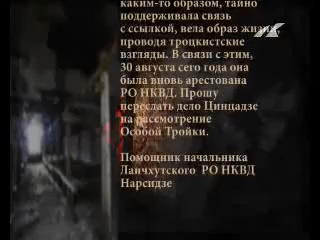 каким-то образом, тайно
поддерживала связь
с ссылкой, вела образ жизни
проводя троцкистские
взгляды. В связи с этим,
30 августа сего года она
была вновь арестована
РО НКВД. Прошу
переслать дело Цинцадзе
на рассмотрение
Особой Тройки.
Помощник начальника
Ланчхутского РО НКВД
Нарсидзе